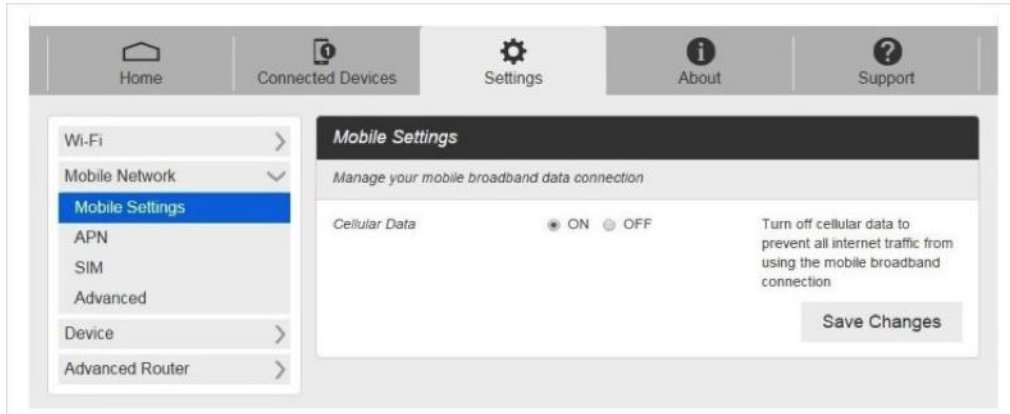 Home
1
Connected Devices
Settings
i
About
?
Support
Wi-Fi
Mobile Network
Mobile Settings
APN
SIM
Advanced
Device
Advanced Router
Mobile Settings
Manage your mobile broadband data connection
Cellular Data
ON
OFF
Turn off cellular data to
prevent all internet traffic from
using the mobile broadband
connection
Save Changes